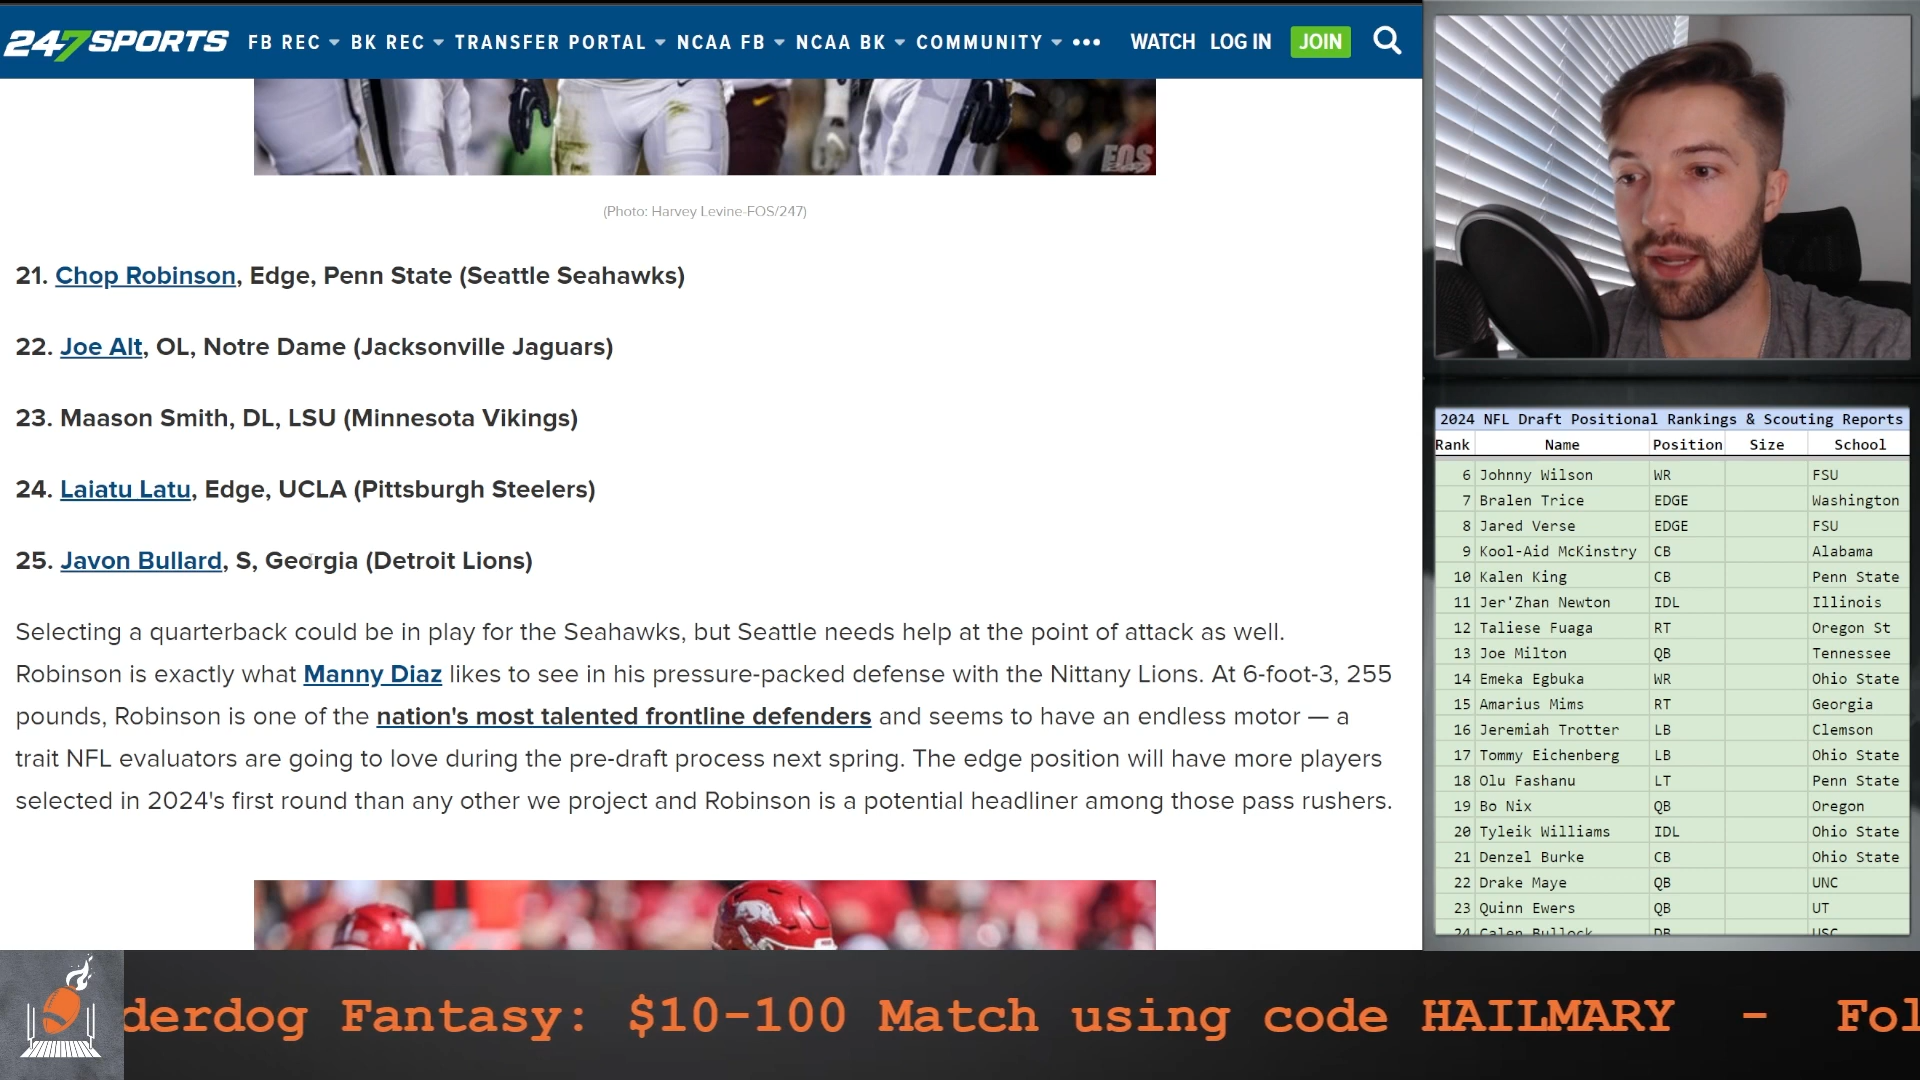 247SPORTS FB REC BK REC TRANSFER PORTAL NCAA FB NCAA BK COMMUNITY ••• WATCH LOG IN JOIN
EOS
(Photo: Harvey Levine-FOS/247)
21. Chop Robinson, Edge, Penn State (Seattle Seahawks)
22. Joe Alt, OL, Notre Dame (Jacksonville Jaguars)
23. Maason Smith, DL, LSU (Minnesota Vikings)
24. Laiatu Latu, Edge, UCLA (Pittsburgh Steelers)
25. Javon Bullard, S, Georgia (Detroit Lions)
Selecting a quarterback could be in play for the Seahawks, but Seattle needs help at the point of attack as well.
Robinson is exactly what Manny Diaz likes to see in his pressure-packed defense with the Nittany Lions. At 6-foot-3, 255
pounds, Robinson is one of the nation's most talented frontline defenders and seems to have an endless motor — a
trait NFL evaluators are going to love during the pre-draft process next spring. The edge position will have more players
selected in 2024's first round than any other we project and Robinson is a potential headliner among those pass rushers.
2024 NFL Draft Positional Rankings & Scouting Reports
Rank Name Position Size School
6 Johnny Wilson WR FSU
7 Bralen Trice EDGE Washington
8 Jared Verse EDGE FSU
9 Kool-Aid McKinstry CB Alabama
10 Kalen King CB Penn State
11 Jer'Zhan Newton IDL Illinois
12 Taliese Fuaga RT Oregon St
13 Joe Milton QB Tennessee
14 Emeka Egbuka WR Ohio State
15 Amarius Mims RT Georgia
16 Jeremiah Trotter LB Clemson
17 Tommy Eichenberg LB Ohio State
18 Olu Fashanu LT Penn State
19 Bo Nix QB Oregon
20 Tyleik Williams IDL Ohio State
21 Denzel Burke CB Ohio State
22 Drake Maye QB UNC
23 Quinn Ewers QB UT
24 Calen Bullock DB USC
derdog Fantasy: $10-100 Match using code HAILMARY - Fol